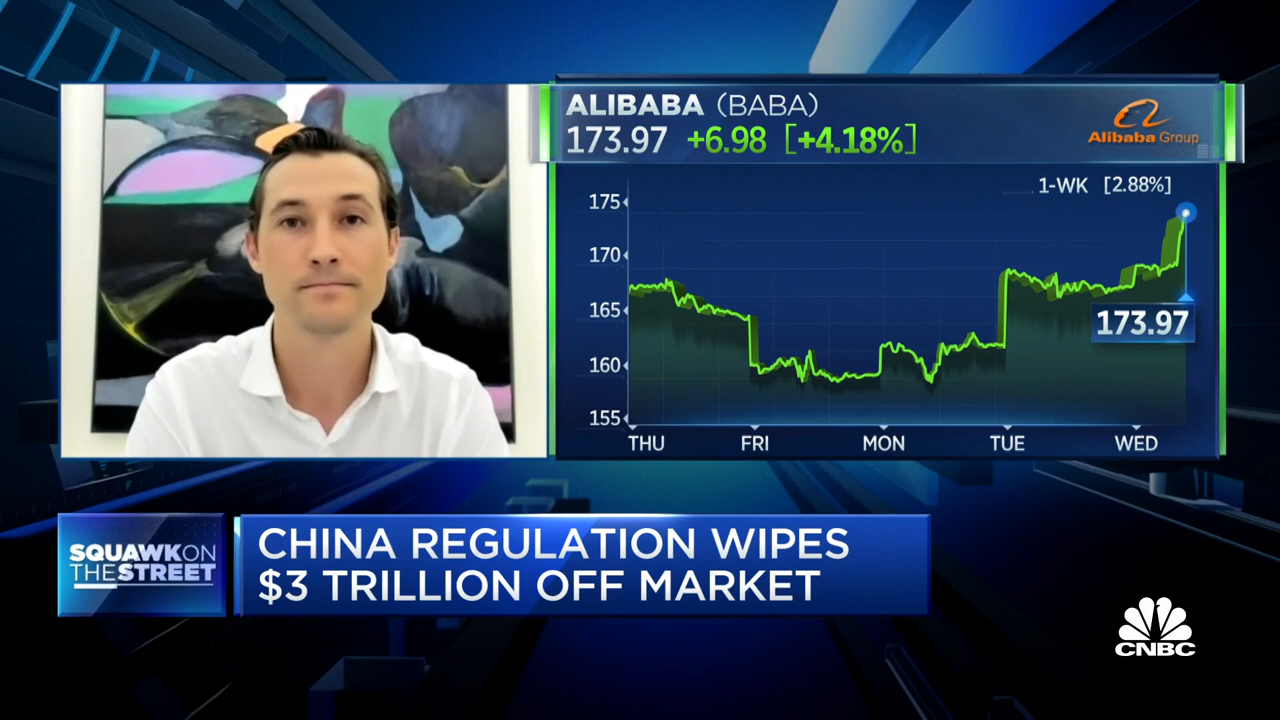 ALIBABA (BABA)
173.97 +6.98 [+4.18%]
Alibaba Group
1-WK [2.88%]
175
170
165
160
155
173.97
THU FRI MON TUE WED
SQUAWK ON
THE STREET
CHINA REGULATION WIPES
$3 TRILLION OFF MARKET
CNBC